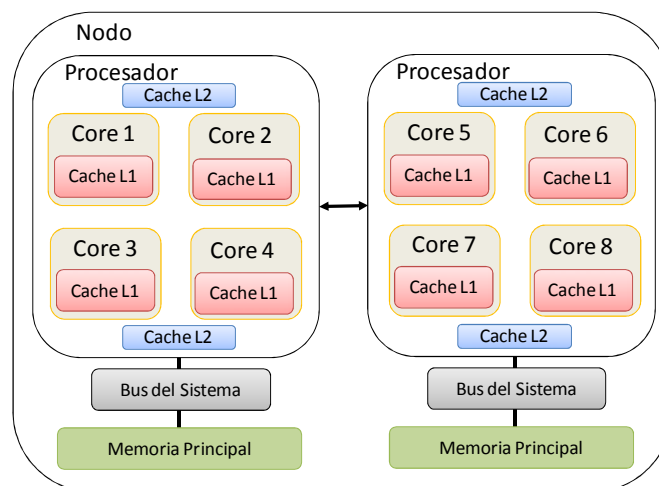 Nodo
Procesador
Cache L2
Core 1
Cache L1
Core 2
Cache L1
Core 3
Cache L1
Core 4
Cache L1
Cache L2
Bus del Sistema
Memoria Principal
Procesador
Cache L2
Core 5
Cache L1
Core 6
Cache L1
Core 7
Cache L1
Core 8
Cache L1
Cache L2
Bus del Sistema
Memoria Principal